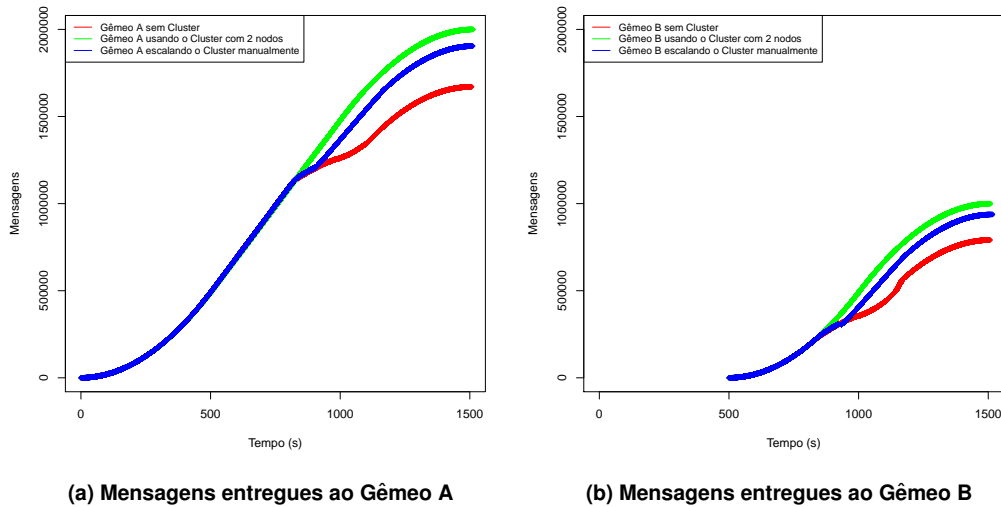 Gêmeo A sem Cluster
Gêmeo A usando o Cluster com 2 nodos
Gêmeo A escalando o Cluster manualmente
Mensagens
2000000
1500000
1000000
500000
0
0 500 1000 1500
Tempo (s)
(a) Mensagens entregues ao Gêmeo A
Gêmeo B sem Cluster
Gêmeo B usando o Cluster com 2 nodos
Gêmeo B escalando o Cluster manualmente
Mensagens
2000000
1500000
1000000
500000
0
0 500 1000 1500
Tempo (s)
(b) Mensagens entregues ao Gêmeo B